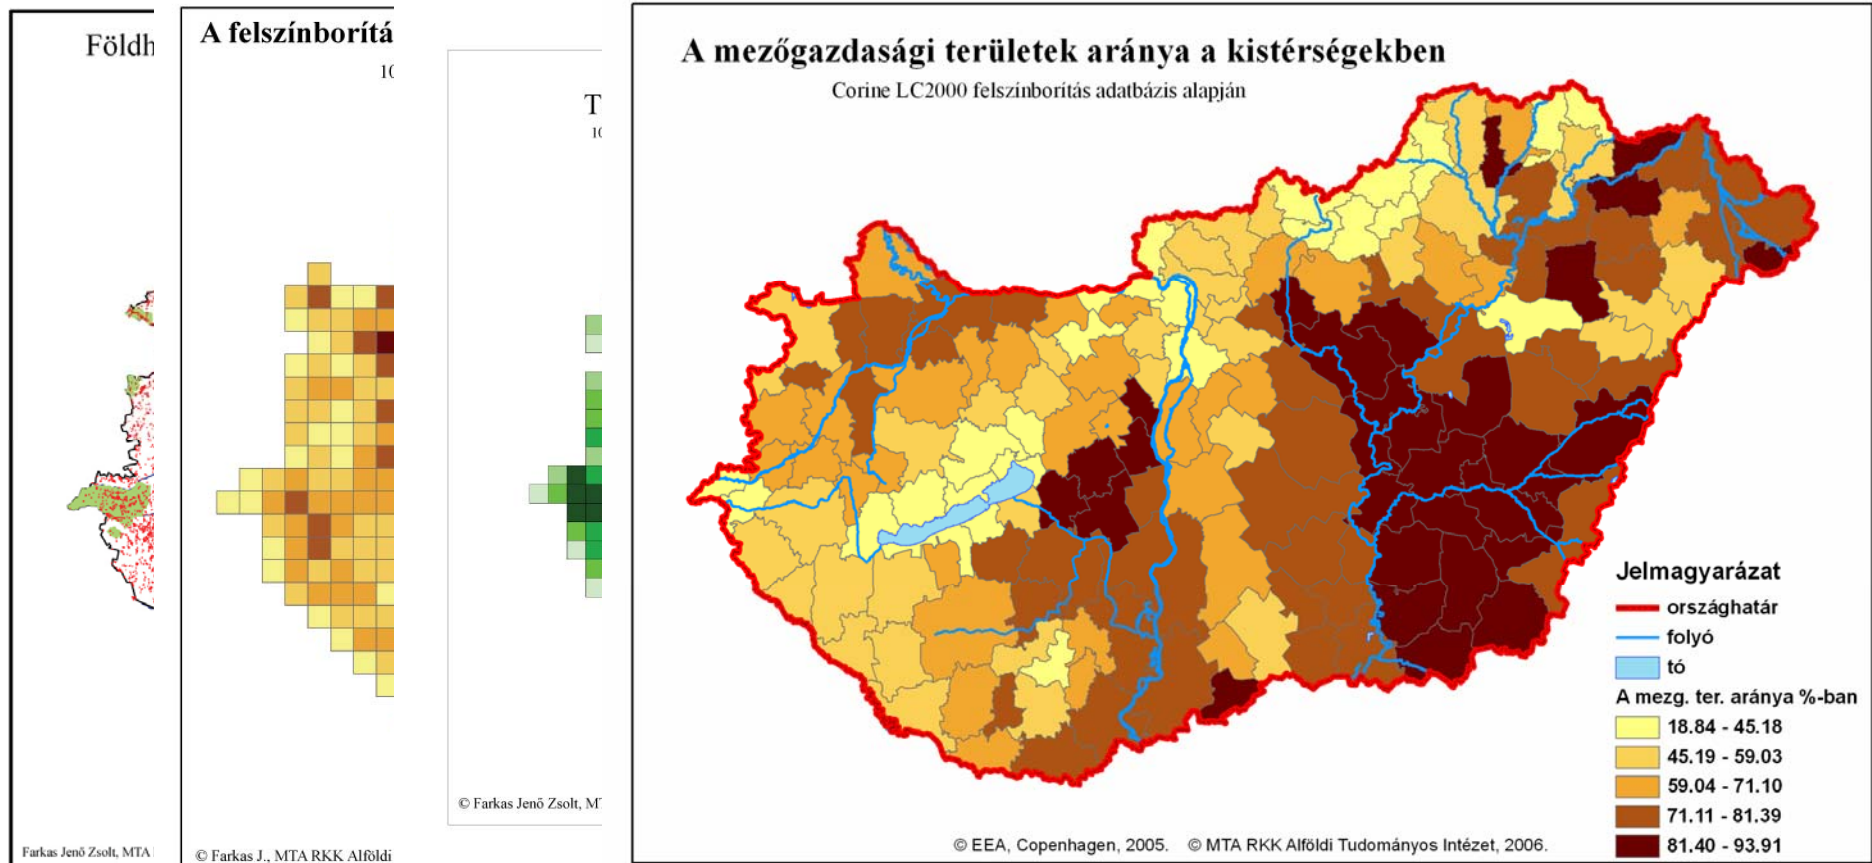 Földh
Farkas Jenő Zsolt, MTA
A felszínborítá
10
© Farkas J., MTA RKK Alföldi
T
10
© Farkas Jenő Zsolt, MT
A mezőgazdasági területek aránya a kistérségekben
Corine LC2000 felszínborítás adatbázis alapján
Jelmagyarázat
országhatár
folyó
tó
A mezg. ter. aránya %-ban
18.84 - 45.18
45.19 - 59.03
59.04 - 71.10
71.11 - 81.39
81.40 - 93.91
© EEA, Copenhagen, 2005. © MTA RKK Alföldi Tudományos Intézet, 2006.